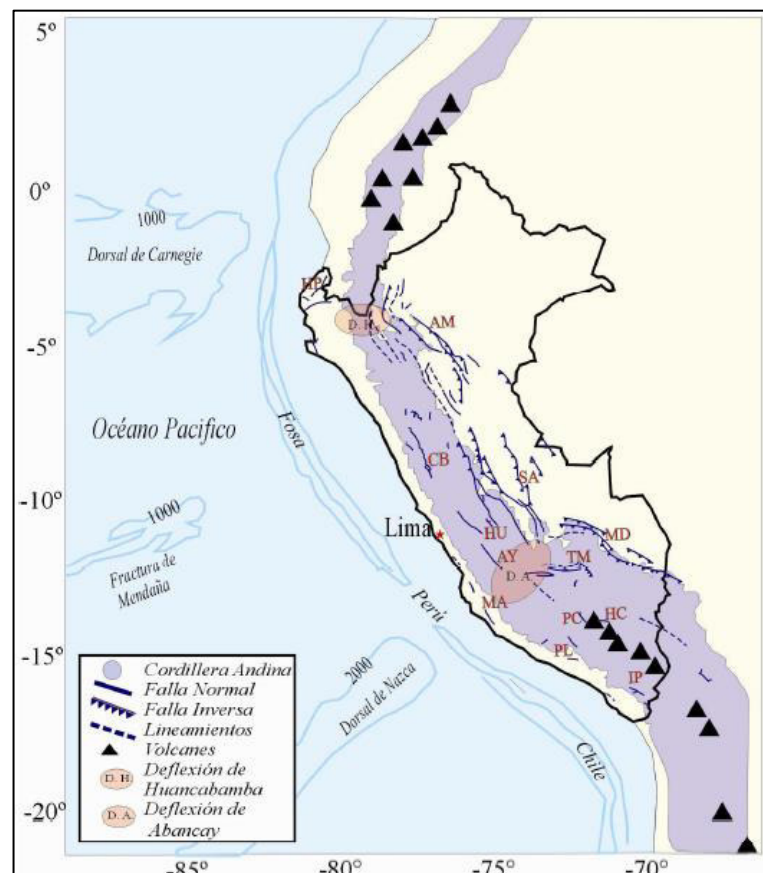 5°
0°
-5°
-10°
-15°
-20°
-85°
-80°
-75°
-70°
1000
Dorsal de Carnegie
HP
D. H.
AM
Océano Pacifico
Fosa
CB
SA
1000
Fractura de
Mendaña
Lima
HU
MD
AY
TM
D. A.
MA
Perú
PC
HC
PL
IP
2000
Dorsal de Nazca
Chile
Cordillera Andina
Falla Normal
Falla Inversa
Lineamientos
Volcanes
D. H
Deflexión de
Huancabamba
D. A.
Deflexión de
Abancay